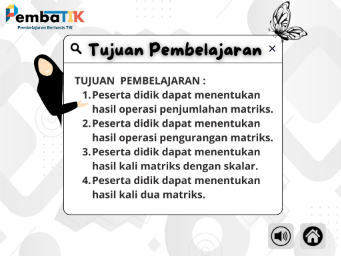 PembaTIK
Pembelajaran Berbasis TIK
Tujuan Pembelajaran
TUJUAN PEMBELAJARAN :
1. Peserta didik dapat menentukan
hasil operasi penjumlahan matriks.
2. Peserta didik dapat menentukan
hasil operasi pengurangan matriks.
3. Peserta didik dapat menentukan
hasil kali matriks dengan skalar.
4. Peserta didik dapat menentukan
hasil kali dua matriks.